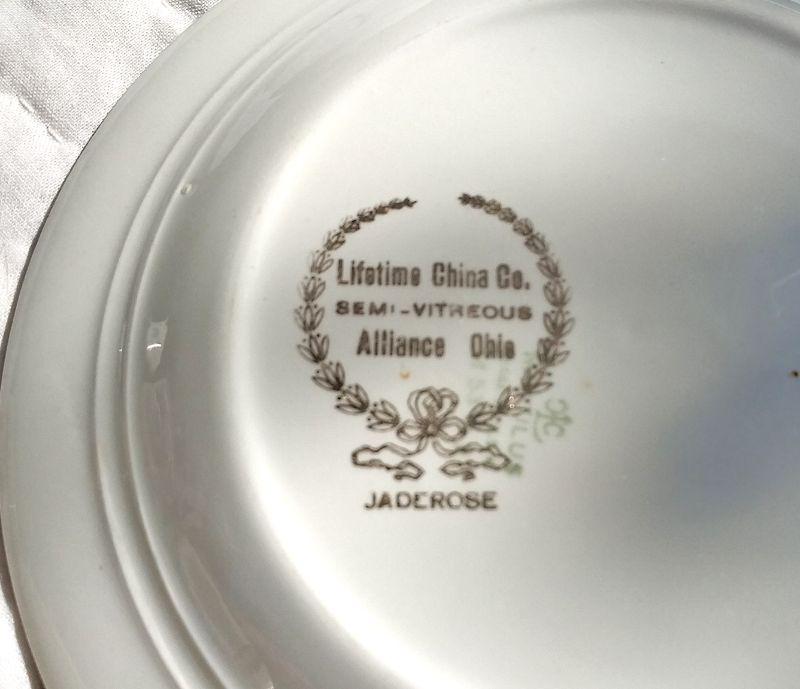 Lifetime China Co.
SEMI-VITREOUS
Alliance Ohio
JADEROSE